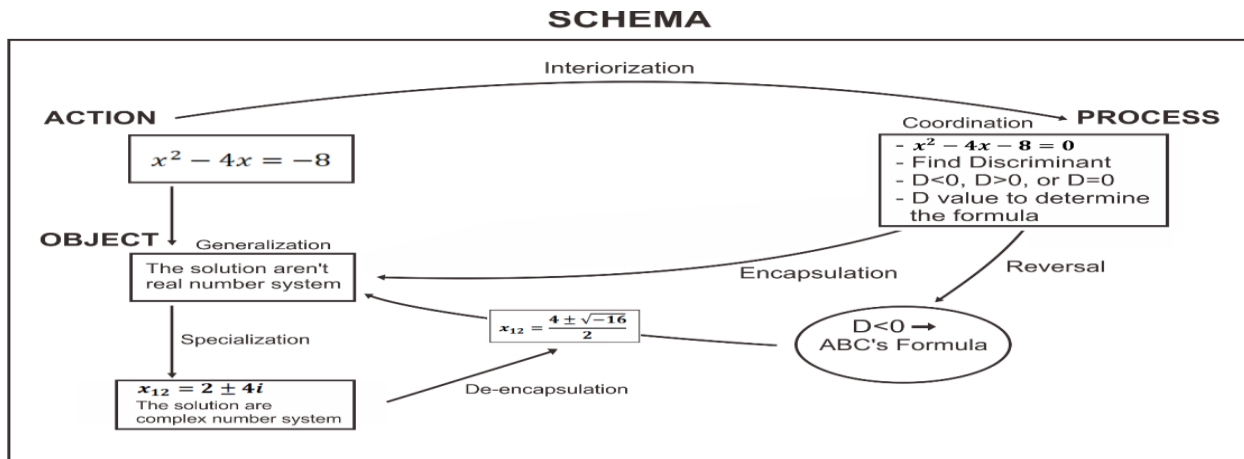 SCHEMA
Interiorization
ACTION
PROCESS
Coordination
x² − 4x = −8
- x² − 4x − 8 = 0
- Find Discriminant
- D<0, D>0, or D=0
- D value to determine
the formula
OBJECT
Generalization
The solution aren't
real number system
Encapsulation
Reversal
x₁₂ = (4 ± √−16)/2
D<0 →
ABC's Formula
Specialization
De-encapsulation
x₁₂ = 2 ± 4i
The solution are
complex number system